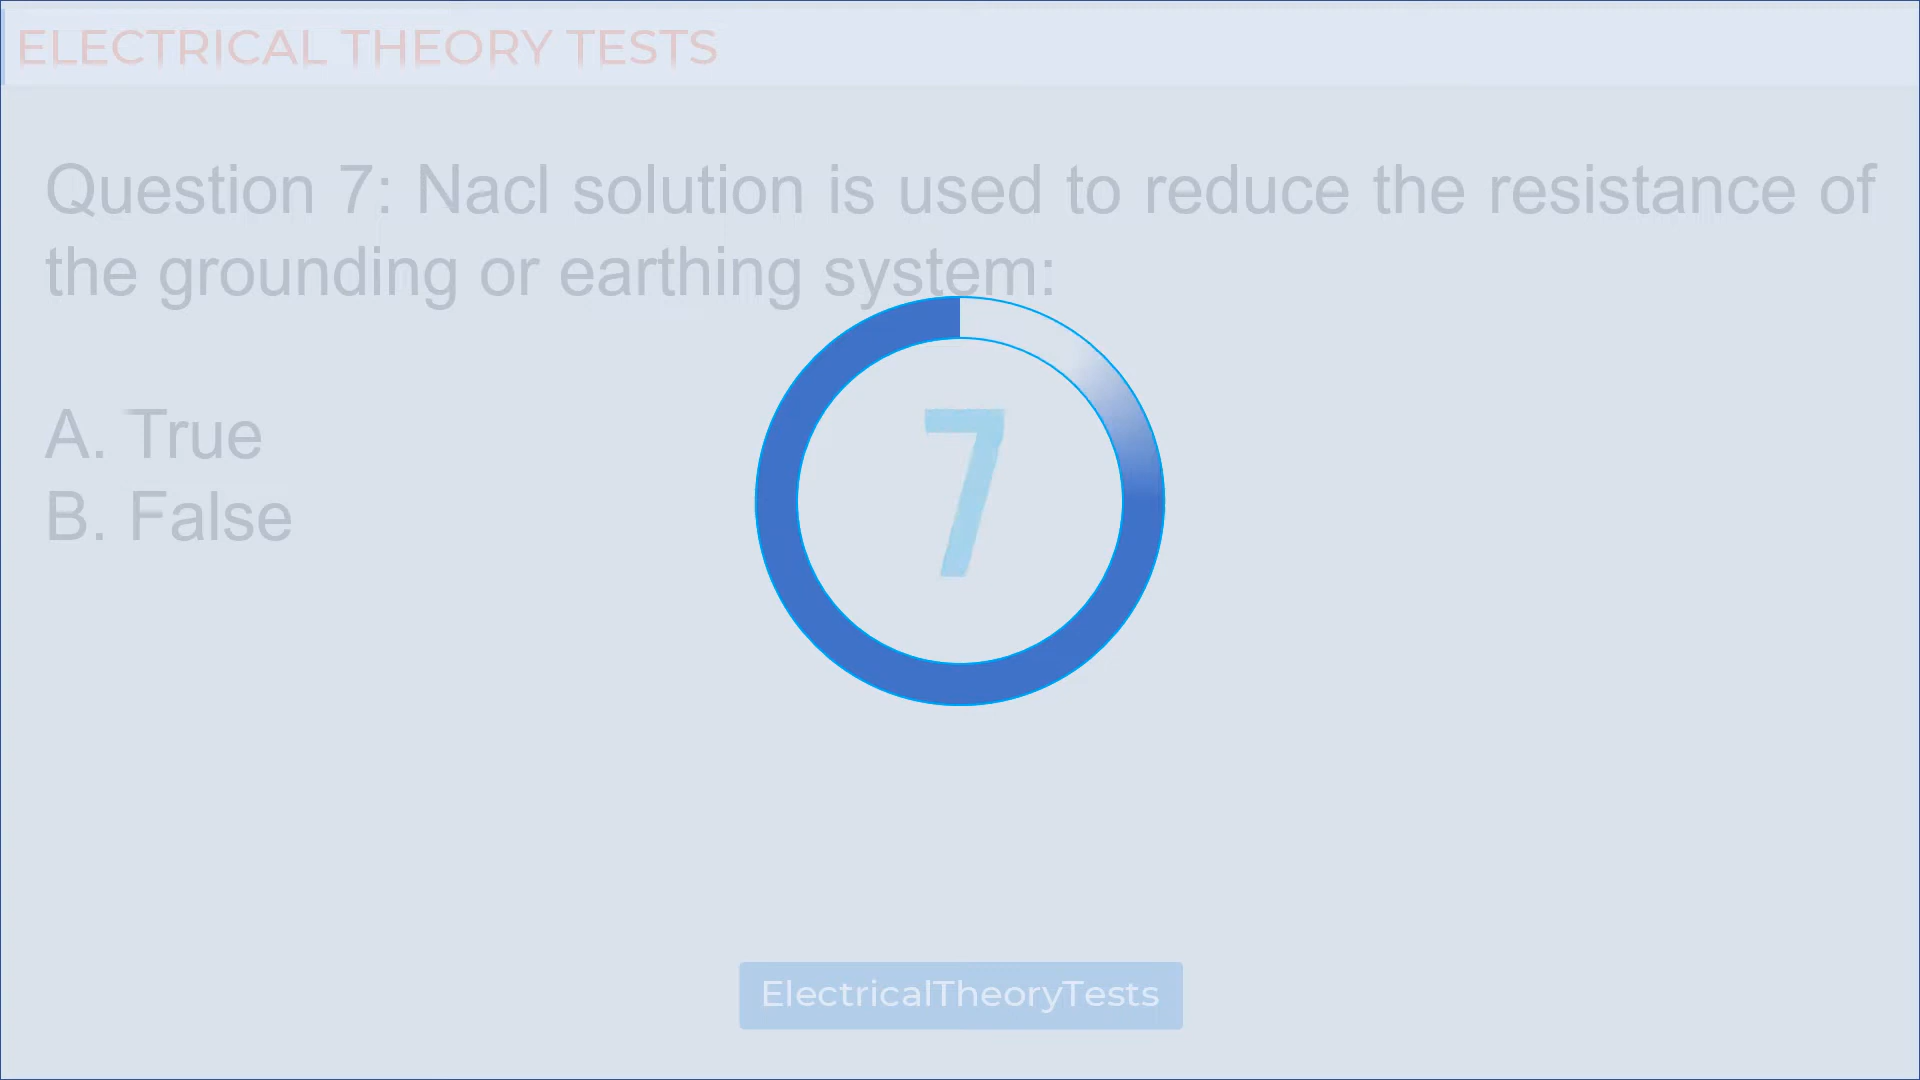 ELECTRICAL THEORY TESTS
Question 7: Nacl solution is used to reduce the resistance of
the grounding or earthing system:
A. True
B. False
7
ElectricalTheoryTests